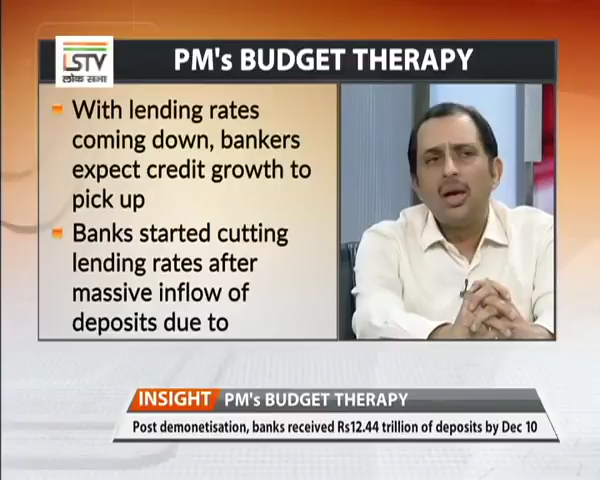 LSTV
लोक सभा
PM's BUDGET THERAPY
With lending rates
coming down, bankers
expect credit growth to
pick up
Banks started cutting
lending rates after
massive inflow of
deposits due to
INSIGHT PM's BUDGET THERAPY
Post demonetisation, banks received Rs12.44 trillion of deposits by Dec 10